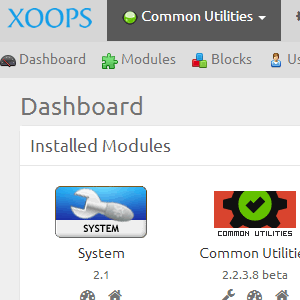 XOOPS Common Utilities
Dashboard Modules Blocks Us
Dashboard
Installed Modules
SYSTEM COMMON UTILITIES
System Common Utilitie
2.1 2.2.3.8 beta